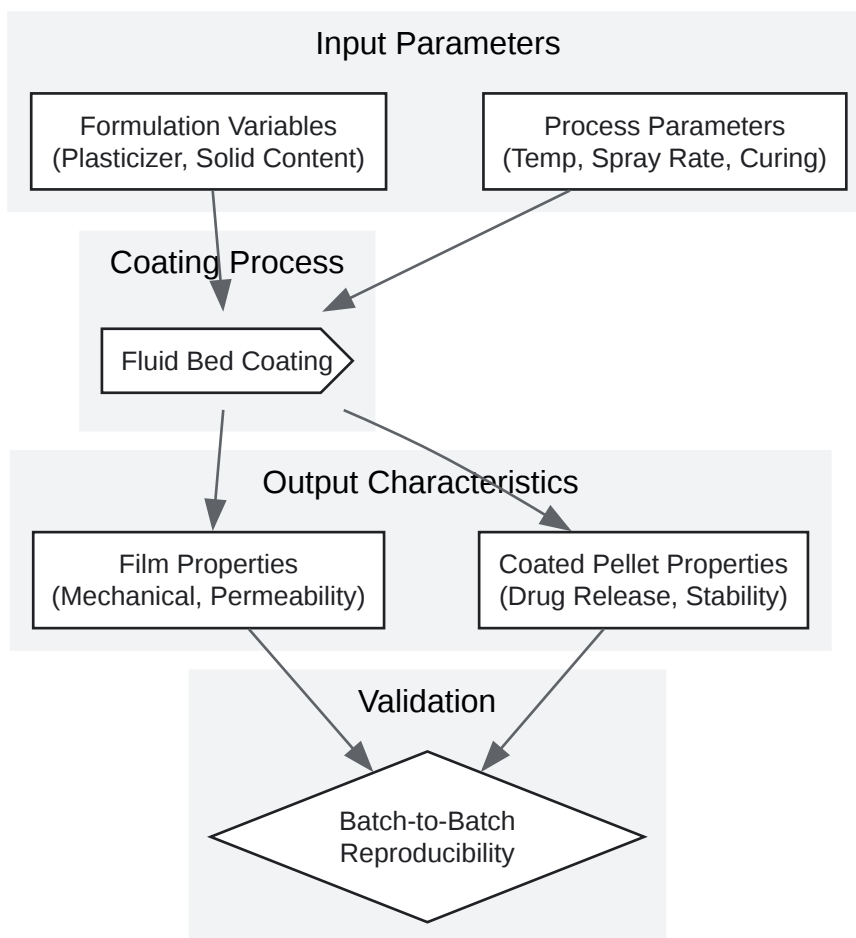 Input Parameters
Formulation Variables
(Plasticizer, Solid Content)
Process Parameters
(Temp, Spray Rate, Curing)
Coating Process
Fluid Bed Coating
Output Characteristics
Film Properties
(Mechanical, Permeability)
Coated Pellet Properties
(Drug Release, Stability)
Validation
Batch-to-Batch
Reproducibility